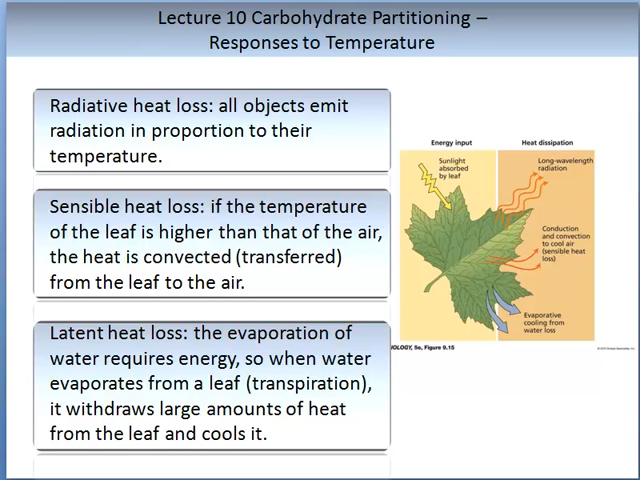 Lecture 10 Carbohydrate Partitioning –
Responses to Temperature
Radiative heat loss: all objects emit
radiation in proportion to their
temperature.
Sensible heat loss: if the temperature
of the leaf is higher than that of the air,
the heat is convected (transferred)
from the leaf to the air.
Latent heat loss: the evaporation of
water requires energy, so when water
evaporates from a leaf (transpiration),
it withdraws large amounts of heat
from the leaf and cools it.
Energy input
Heat dissipation
Sunlight
absorbed
by leaf
Long-wavelength
radiation
Conduction and
convection
to cool air
(sensible heat
loss)
Evaporative
cooling from
water loss
IOLOGY, 5e, Figure 9.15